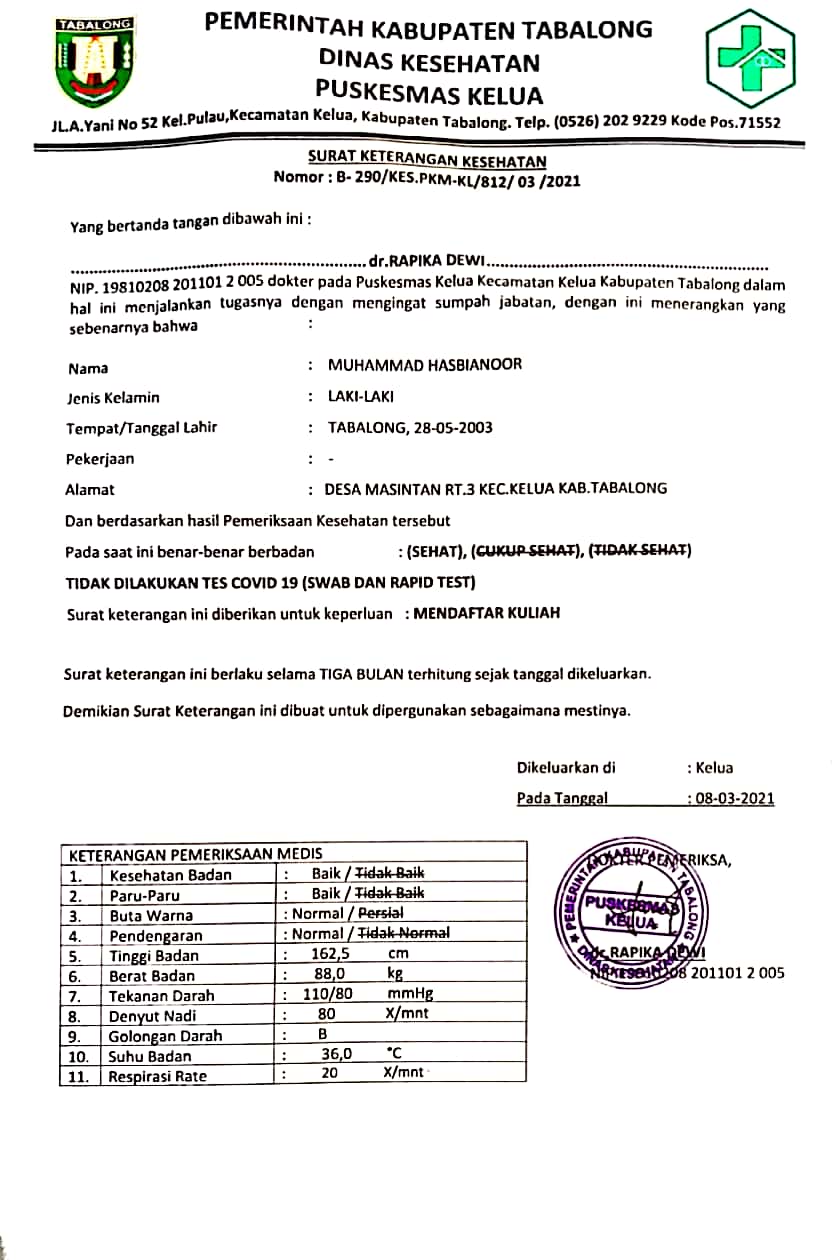 TABALONG
PEMERINTAH KABUPATEN TABALONG
DINAS KESEHATAN
PUSKESMAS KELUA
JL.A.Yani No 52 Kel.Pulau,Kecamatan Kelua, Kabupaten Tabalong. Telp. (0526) 202 9229 Kode Pos.71552
SURAT KETERANGAN KESEHATAN
Nomor : B- 290/KES.PKM-KL/812/ 03 /2021
Yang bertanda tangan dibawah ini :
dr.RAPIKA DEWI
NIP. 19810208 201101 2 005 dokter pada Puskesmas Kelua Kecamatan Kelua Kabupaten Tabalong dalam
hal ini menjalankan tugasnya dengan mengingat sumpah jabatan, dengan ini menerangkan yang
sebenarnya bahwa :
Nama : MUHAMMAD HASBIANOOR
Jenis Kelamin : LAKI-LAKI
Tempat/Tanggal Lahir : TABALONG, 28-05-2003
Pekerjaan : -
Alamat : DESA MASINTAN RT.3 KEC.KELUA KAB.TABALONG
Dan berdasarkan hasil Pemeriksaan Kesehatan tersebut
Pada saat ini benar-benar berbadan : (SEHAT), (CUKUP SEHAT), (TIDAK SEHAT)
TIDAK DILAKUKAN TES COVID 19 (SWAB DAN RAPID TEST)
Surat keterangan ini diberikan untuk keperluan : MENDAFTAR KULIAH
Surat keterangan ini berlaku selama TIGA BULAN terhitung sejak tanggal dikeluarkan.
Demikian Surat Keterangan ini dibuat untuk dipergunakan sebagaimana mestinya.
Dikeluarkan di : Kelua
Pada Tanggal : 08-03-2021
KETERANGAN PEMERIKSAAN MEDIS
1. Kesehatan Badan : Baik / Tidak Baik
2. Paru-Paru : Baik / Tidak Baik
3. Buta Warna : Normal / Persial
4. Pendengaran : Normal / Tidak Normal
5. Tinggi Badan : 162,5 cm
6. Berat Badan : 88,0 kg
7. Tekanan Darah : 110/80 mmHg
8. Denyut Nadi : 80 X/mnt
9. Golongan Darah : B
10. Suhu Badan : 36,0 °C
11. Respirasi Rate : 20 X/mnt
DOKTER PEMERIKSA,
PEMERINTAH KABUPATEN TABALONG
PUSKESMAS
KELUA
DINAS KESEHATAN
dr.RAPIKA DEWI
201101 2 005